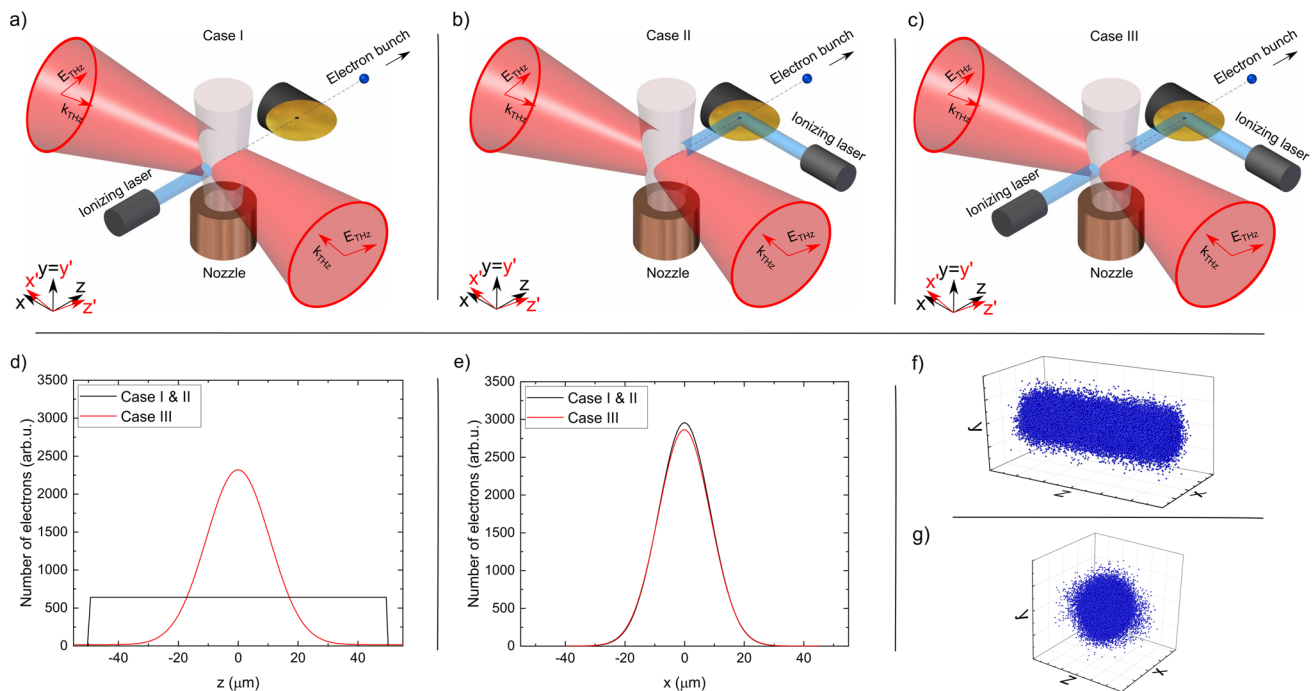 a)
Case I
Electron bunch
E_THz
k_THz
Ionizing laser
E_THz
k_THz
Nozzle
y=y'
x' z
x z'
b)
Case II
Electron bunch
E_THz
k_THz
Ionizing laser
E_THz
k_THz
Nozzle
y=y'
x' z
x z'
c)
Case III
Electron bunch
E_THz
k_THz
Ionizing laser
Ionizing laser
E_THz
k_THz
Nozzle
y=y'
x' z
x z'
d)
Case I & II
Case III
Number of electrons (arb.u.)
3500
3000
2500
2000
1500
1000
500
0
-40 -20 0 20 40
z (μm)
e)
Case I & II
Case III
Number of electrons (arb.u.)
3500
3000
2500
2000
1500
1000
500
0
-40 -20 0 20 40
x (μm)
f)
y
z
x
g)
y
z
x